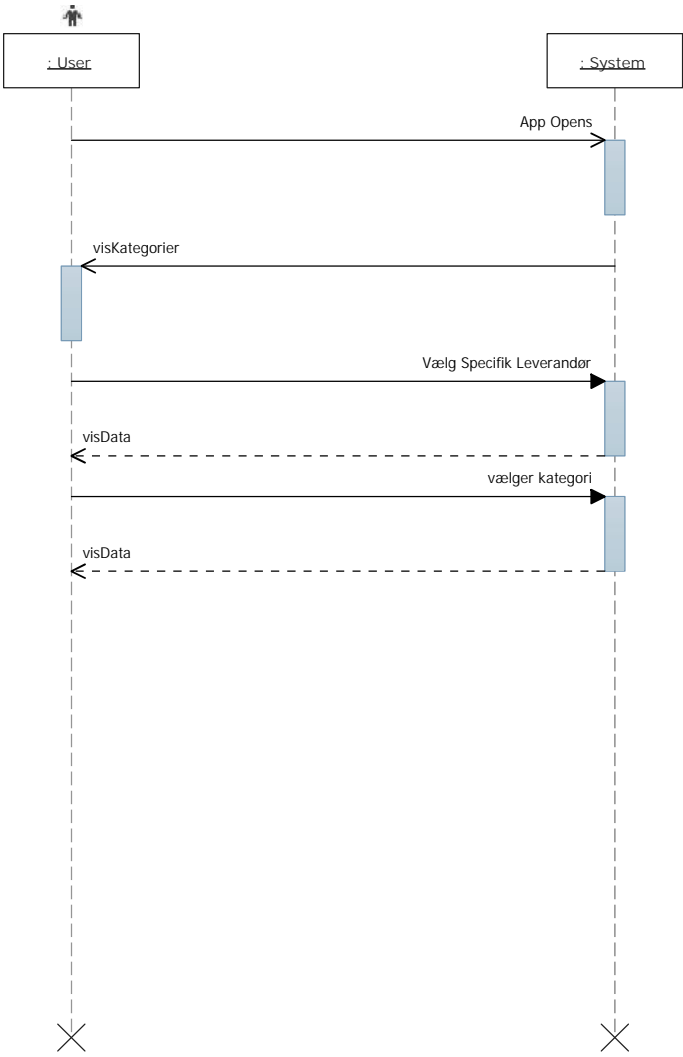 : User
: System
App Opens
visKategorier
Vælg Specifik Leverandør
visData
vælger kategori
visData